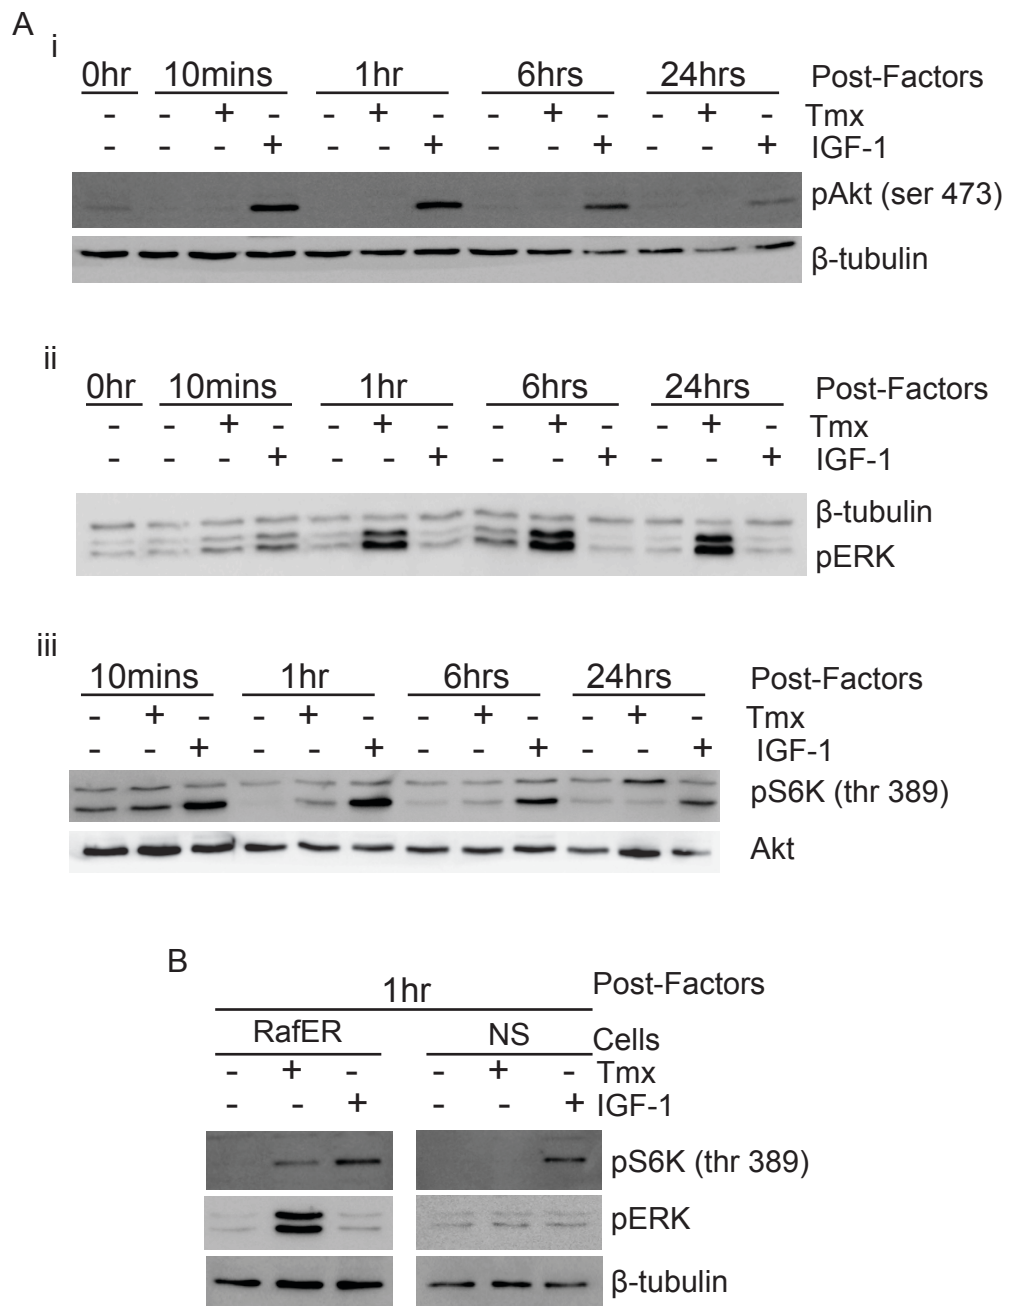 A
i
0hr 10mins 1hr 6hrs 24hrs Post-Factors
- - + - - + - - + - - + - Tmx
- - - + - - + - - + - - + IGF-1
pAkt (ser 473)
β-tubulin
ii
0hr 10mins 1hr 6hrs 24hrs Post-Factors
- - + - - + - - + - - + - Tmx
- - - + - - + - - + - - + IGF-1
β-tubulin
pERK
iii
10mins 1hr 6hrs 24hrs Post-Factors
- + - - + - - + - - + - Tmx
- - + - - + - - + - - + IGF-1
pS6K (thr 389)
Akt
B
1hr Post-Factors
RafER NS Cells
- + - - + - Tmx
- - + - - + IGF-1
pS6K (thr 389)
pERK
β-tubulin